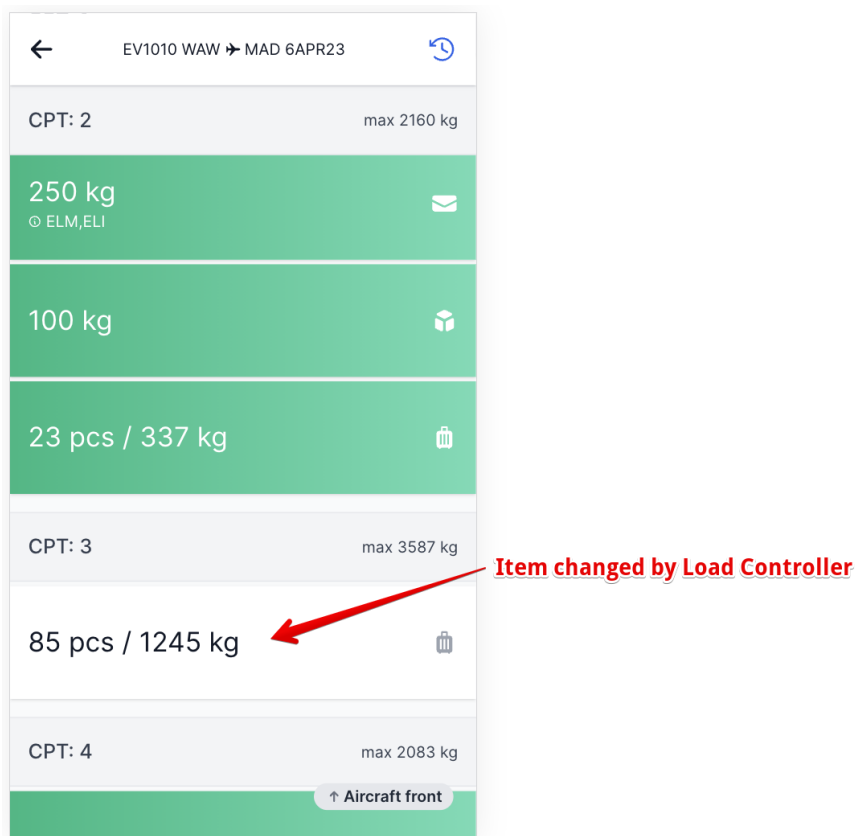 EV1010 WAW ✈ MAD 6APR23
CPT: 2 max 2160 kg
250 kg
ELM,ELI
100 kg
23 pcs / 337 kg
CPT: 3 max 3587 kg
Item changed by Load Controller
85 pcs / 1245 kg
CPT: 4 max 2083 kg
↑ Aircraft front